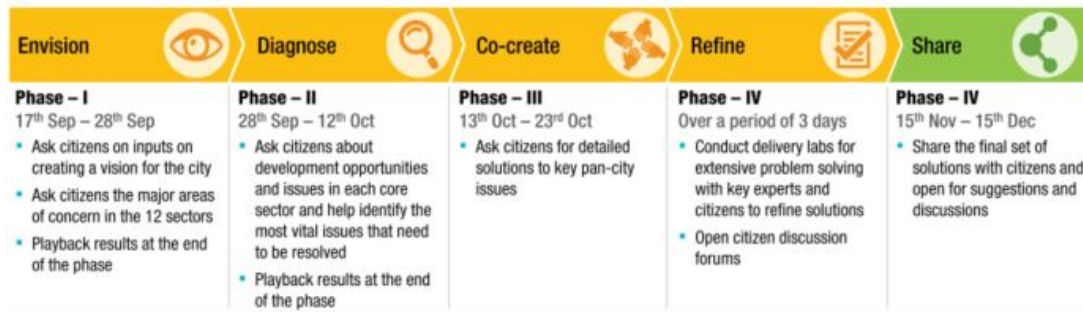 Envision
Diagnose
Co-create
Refine
Share
Phase – I
17th Sep – 28th Sep
▪ Ask citizens on inputs on
creating a vision for the city
▪ Ask citizens the major areas
of concern in the 12 sectors
▪ Playback results at the end
of the phase
Phase – II
28th Sep – 12th Oct
▪ Ask citizens about
development opportunities
and issues in each core
sector and help identify the
most vital issues that need
to be resolved
▪ Playback results at the end
of the phase
Phase – III
13th Oct – 23rd Oct
▪ Ask citizens for detailed
solutions to key pan-city
issues
Phase – IV
Over a period of 3 days
▪ Conduct delivery labs for
extensive problem solving
with key experts and
citizens to refine solutions
▪ Open citizen discussion
forums
Phase – IV
15th Nov – 15th Dec
▪ Share the final set of
solutions with citizens and
open for suggestions and
discussions